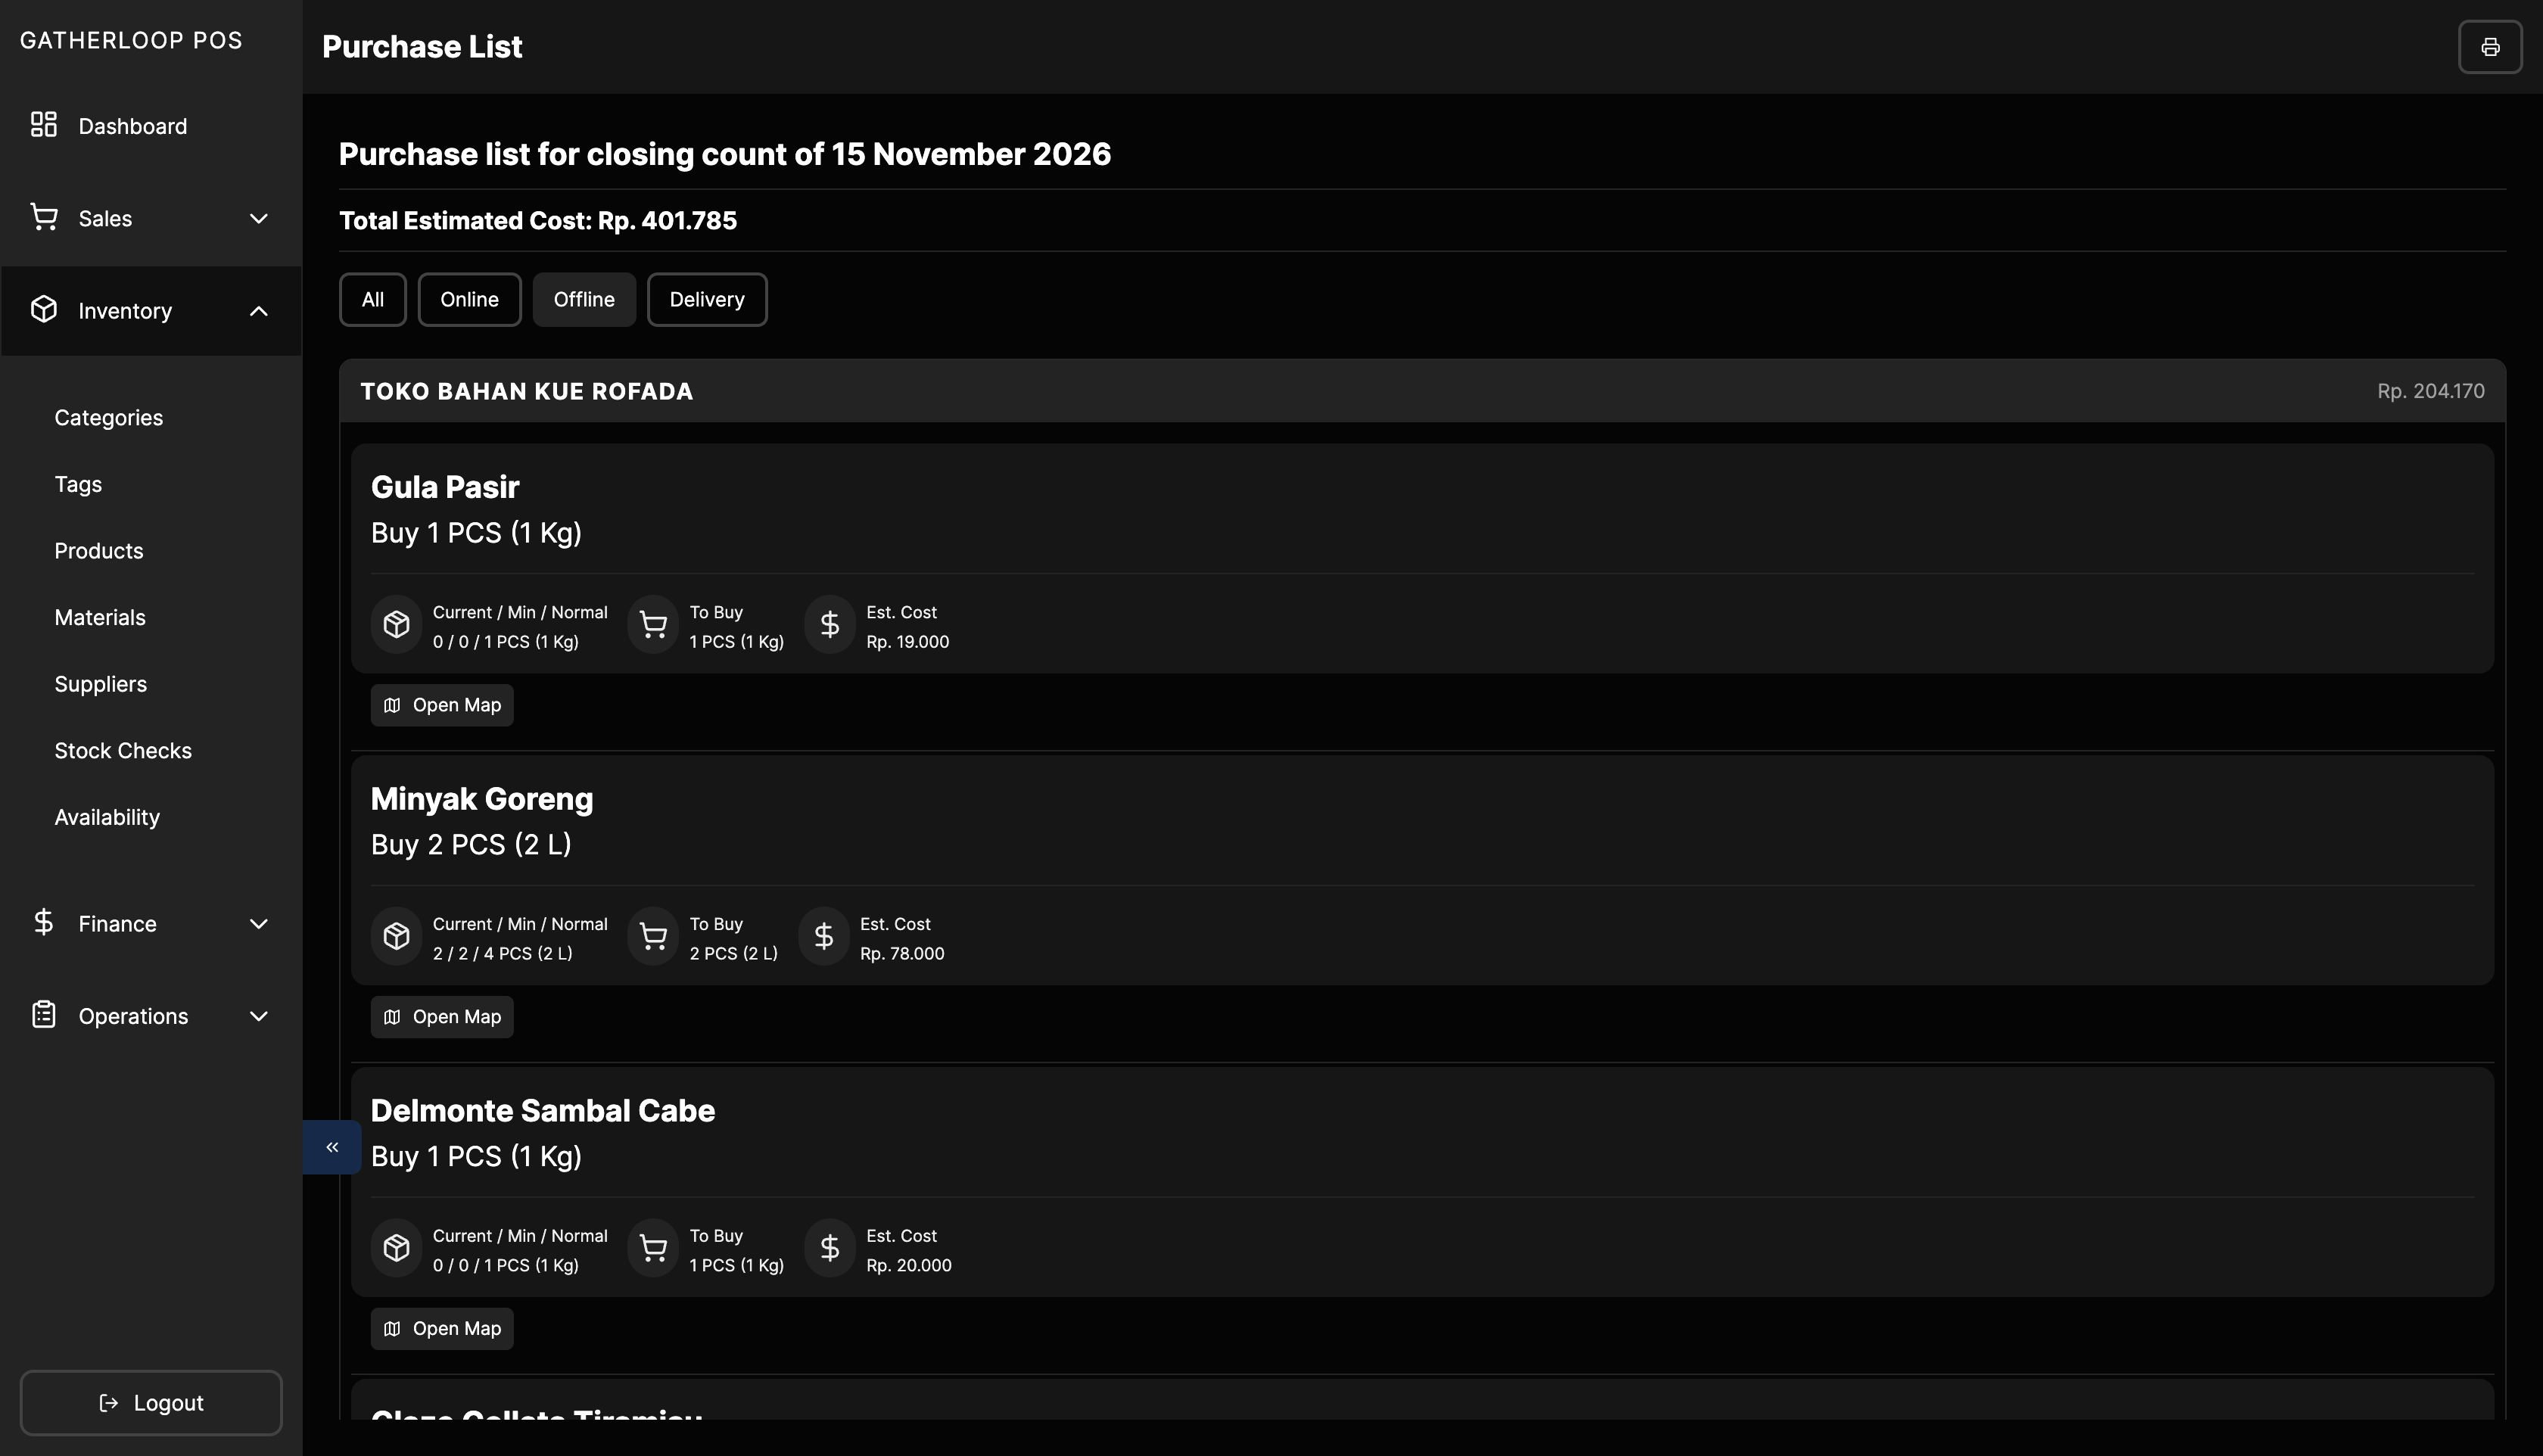 GATHERLOOP POS
Dashboard
Sales
Inventory
Categories
Tags
Products
Materials
Suppliers
Stock Checks
Availability
Finance
Operations
Logout
Purchase List
Purchase list for closing count of 15 November 2026
Total Estimated Cost: Rp. 401.785
All
Online
Offline
Delivery
TOKO BAHAN KUE ROFADA
Rp. 204.170
Gula Pasir
Buy 1 PCS (1 Kg)
Current / Min / Normal
0 / 0 / 1 PCS (1 Kg)
To Buy
1 PCS (1 Kg)
Est. Cost
Rp. 19.000
Open Map
Minyak Goreng
Buy 2 PCS (2 L)
Current / Min / Normal
2 / 2 / 4 PCS (2 L)
To Buy
2 PCS (2 L)
Est. Cost
Rp. 78.000
Open Map
Delmonte Sambal Cabe
Buy 1 PCS (1 Kg)
Current / Min / Normal
0 / 0 / 1 PCS (1 Kg)
To Buy
1 PCS (1 Kg)
Est. Cost
Rp. 20.000
Open Map